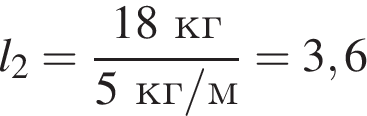 l₂ = 18 кг / 5 кг/м = 3,6